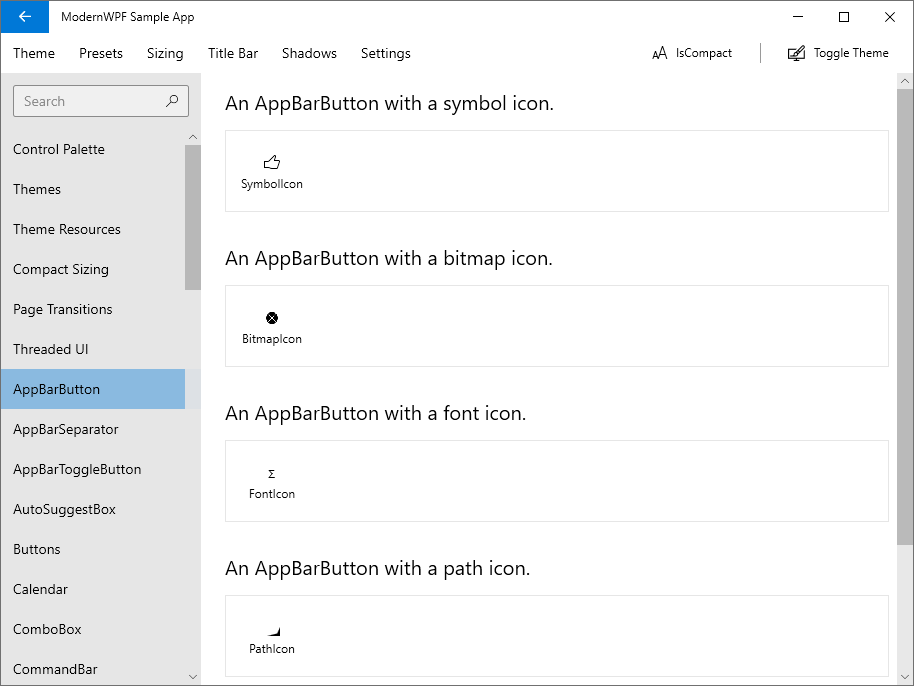 ModernWPF Sample App
Theme Presets Sizing Title Bar Shadows Settings IsCompact Toggle Theme
Search
Control Palette
Themes
Theme Resources
Compact Sizing
Page Transitions
Threaded UI
AppBarButton
AppBarSeparator
AppBarToggleButton
AutoSuggestBox
Buttons
Calendar
ComboBox
CommandBar
An AppBarButton with a symbol icon.
SymbolIcon
An AppBarButton with a bitmap icon.
BitmapIcon
An AppBarButton with a font icon.
Σ
FontIcon
An AppBarButton with a path icon.
PathIcon